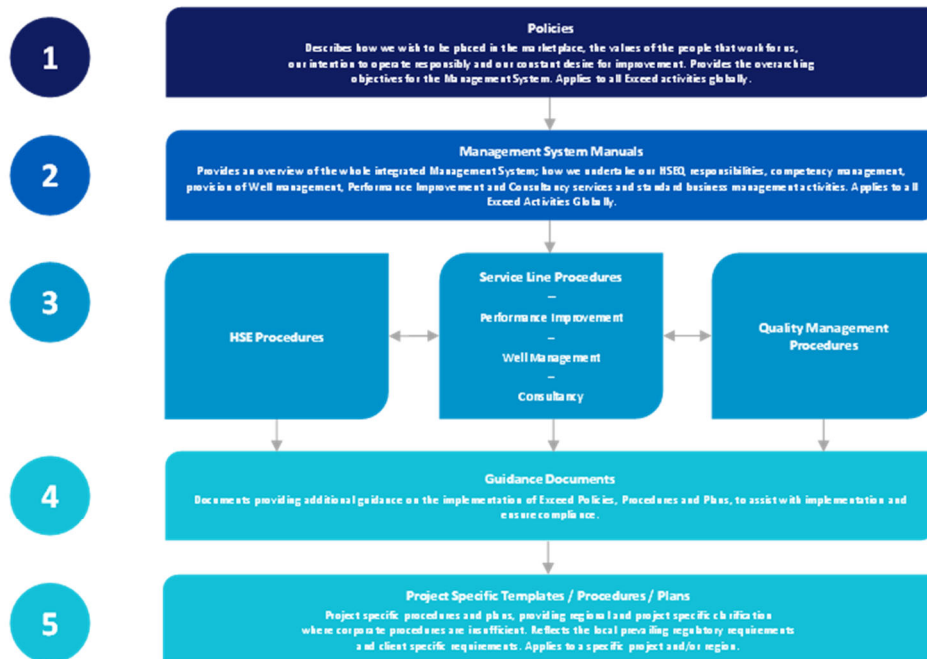 1
Policies
Describes how we wish to be placed in the marketplace, the values of the people that work for us,
our intention to operate responsibly and our constant desire for improvement. Provides the overarching
objectives for the Management System. Applies to all Exceed activities globally.
2
Management System Manuals
Provides an overview of the whole integrated Management System; how we undertake our HSEQ, responsibilities, competency management,
provision of Well management, Performance Improvement and Consultancy services and standard business management activities. Applies to all
Exceed Activities Globally.
3
HSE Procedures
Service Line Procedures
–
Performance Improvement
–
Well Management
–
Consultancy
Quality Management
Procedures
4
Guidance Documents
Documents providing additional guidance on the implementation of Exceed Policies, Procedures and Plans, to assist with implementation and
ensure compliance.
5
Project Specific Templates / Procedures / Plans
Project specific procedures and plans, providing regional and project specific clarification
where corporate procedures are insufficient. Reflects the local prevailing regulatory requirements
and client specific requirements. Applies to a specific project and/or region.